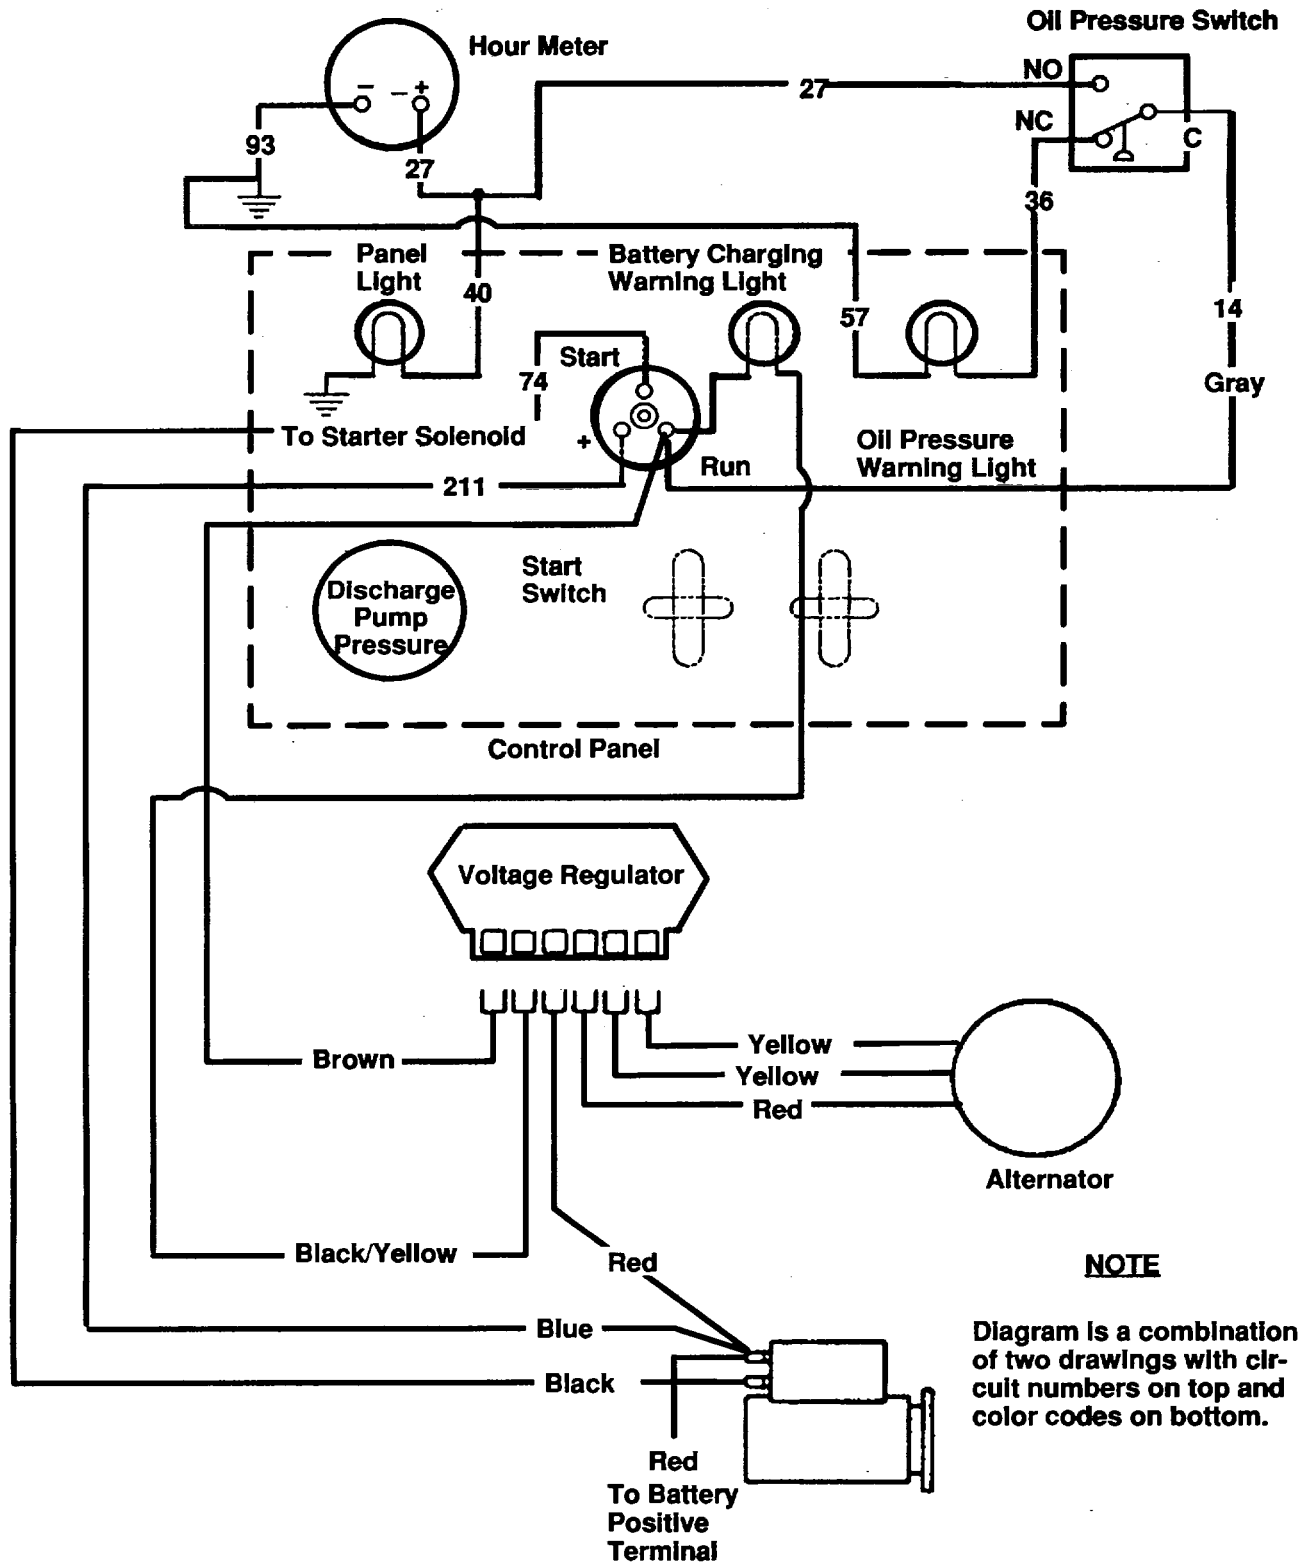 Oil Pressure Switch
Hour Meter
NO
27
– – +
NC
C
93
27
36
Panel
Light
Battery Charging
Warning Light
40
57
14
Start
74
Gray
To Starter Solenoid
+
Oil Pressure
Warning Light
Run
211
Start
Switch
Discharge
Pump
Pressure
Control Panel
Voltage Regulator
Yellow
Brown
Yellow
Red
Alternator
Black/Yellow
Red
NOTE
Blue
Diagram is a combination
of two drawings with cir-
cuit numbers on top and
color codes on bottom.
Black
Red
To Battery
Positive
Terminal